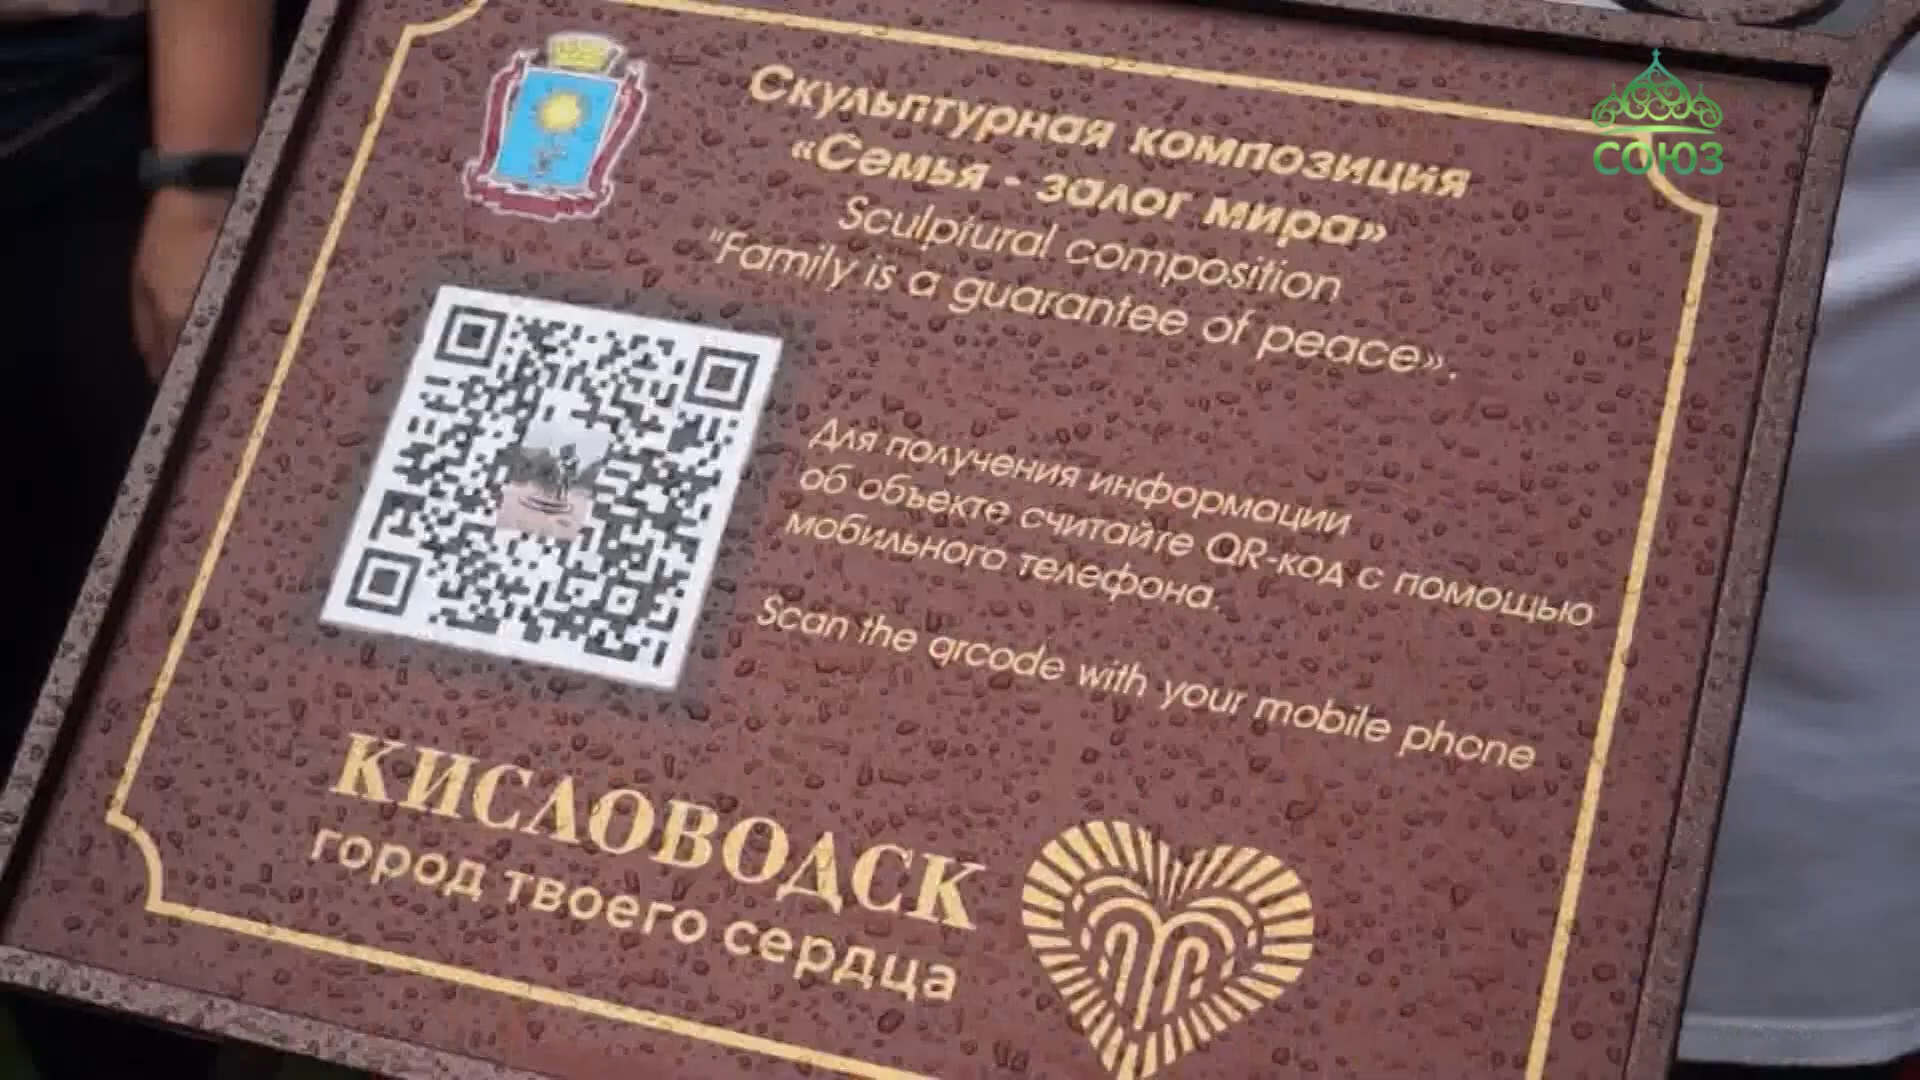 СОЮЗ
Скульптурная композиция
«Семья - залог мира»
Sculptural composition
"Family is a guarantee of peace».
Для получения информации
об объекте считайте QR-код с помощью
мобильного телефона.
Scan the qrcode with your mobile phone
КИСЛОВОДСК
город твоего сердца